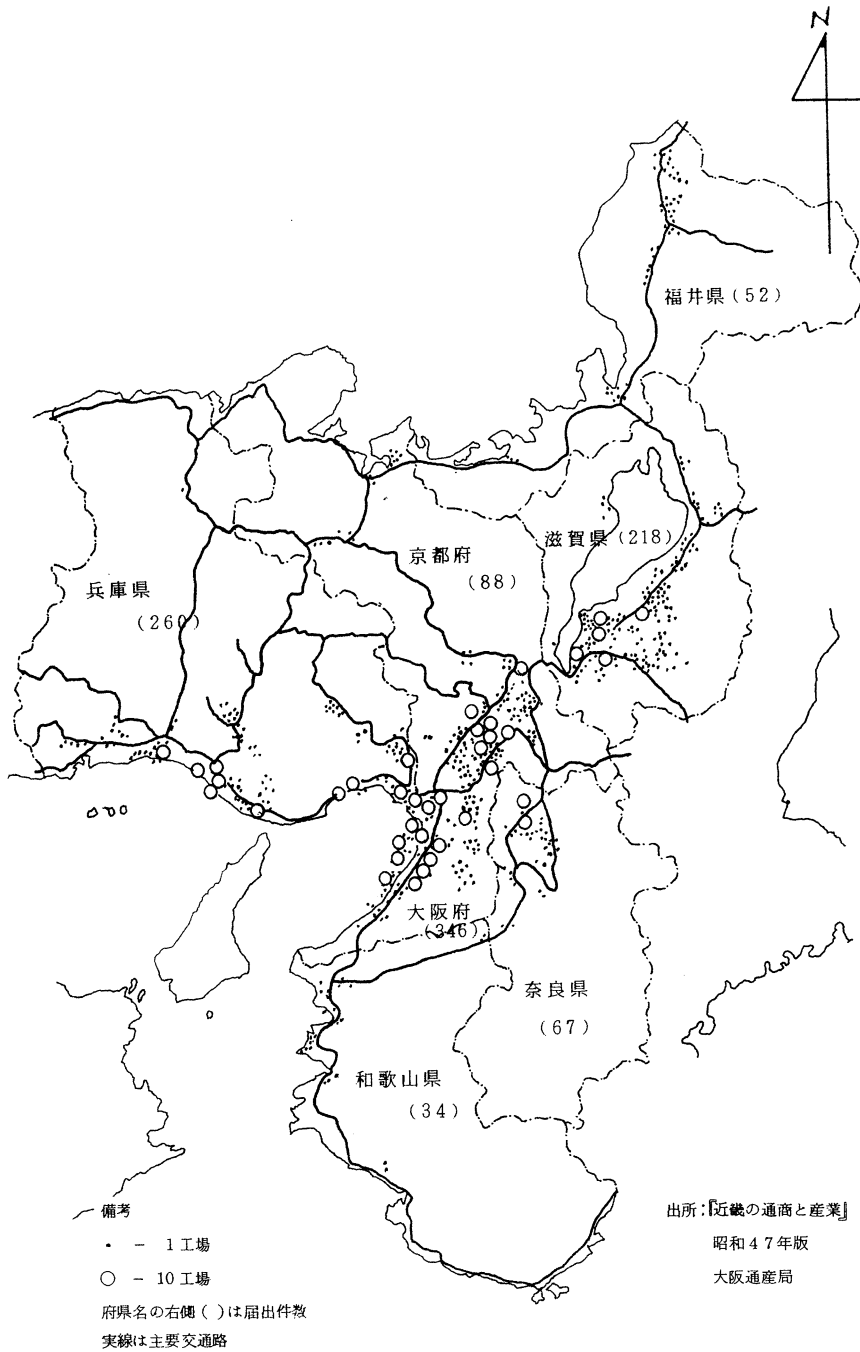 N
福井県(52)
滋賀県(218)
京都府
(88)
兵庫県
(260)
大阪府
(346)
奈良県
(67)
和歌山県
(34)
備考
・ － 1工場
○ － 10工場
府県名の右側( )は届出件数
実線は主要交通路
出所:『近畿の通商と産業』
昭和47年版
大阪通産局